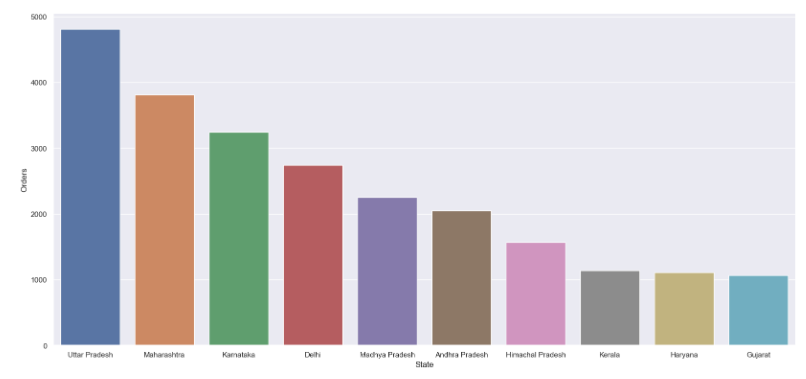 5000
4000
3000
2000
1000
0
Orders
Uttar Pradesh Maharashtra Karnataka Delhi Madhya Pradesh Andhra Pradesh Himachal Pradesh Kerala Haryana Gujarat
State